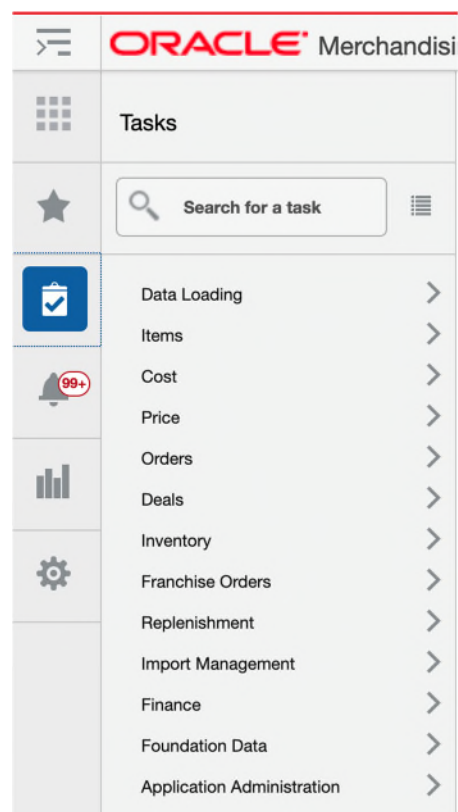 ORACLE Merchandisi
Tasks
Search for a task
Data Loading
Items
99+
Cost
Price
Orders
Deals
Inventory
Franchise Orders
Replenishment
Import Management
Finance
Foundation Data
Application Administration